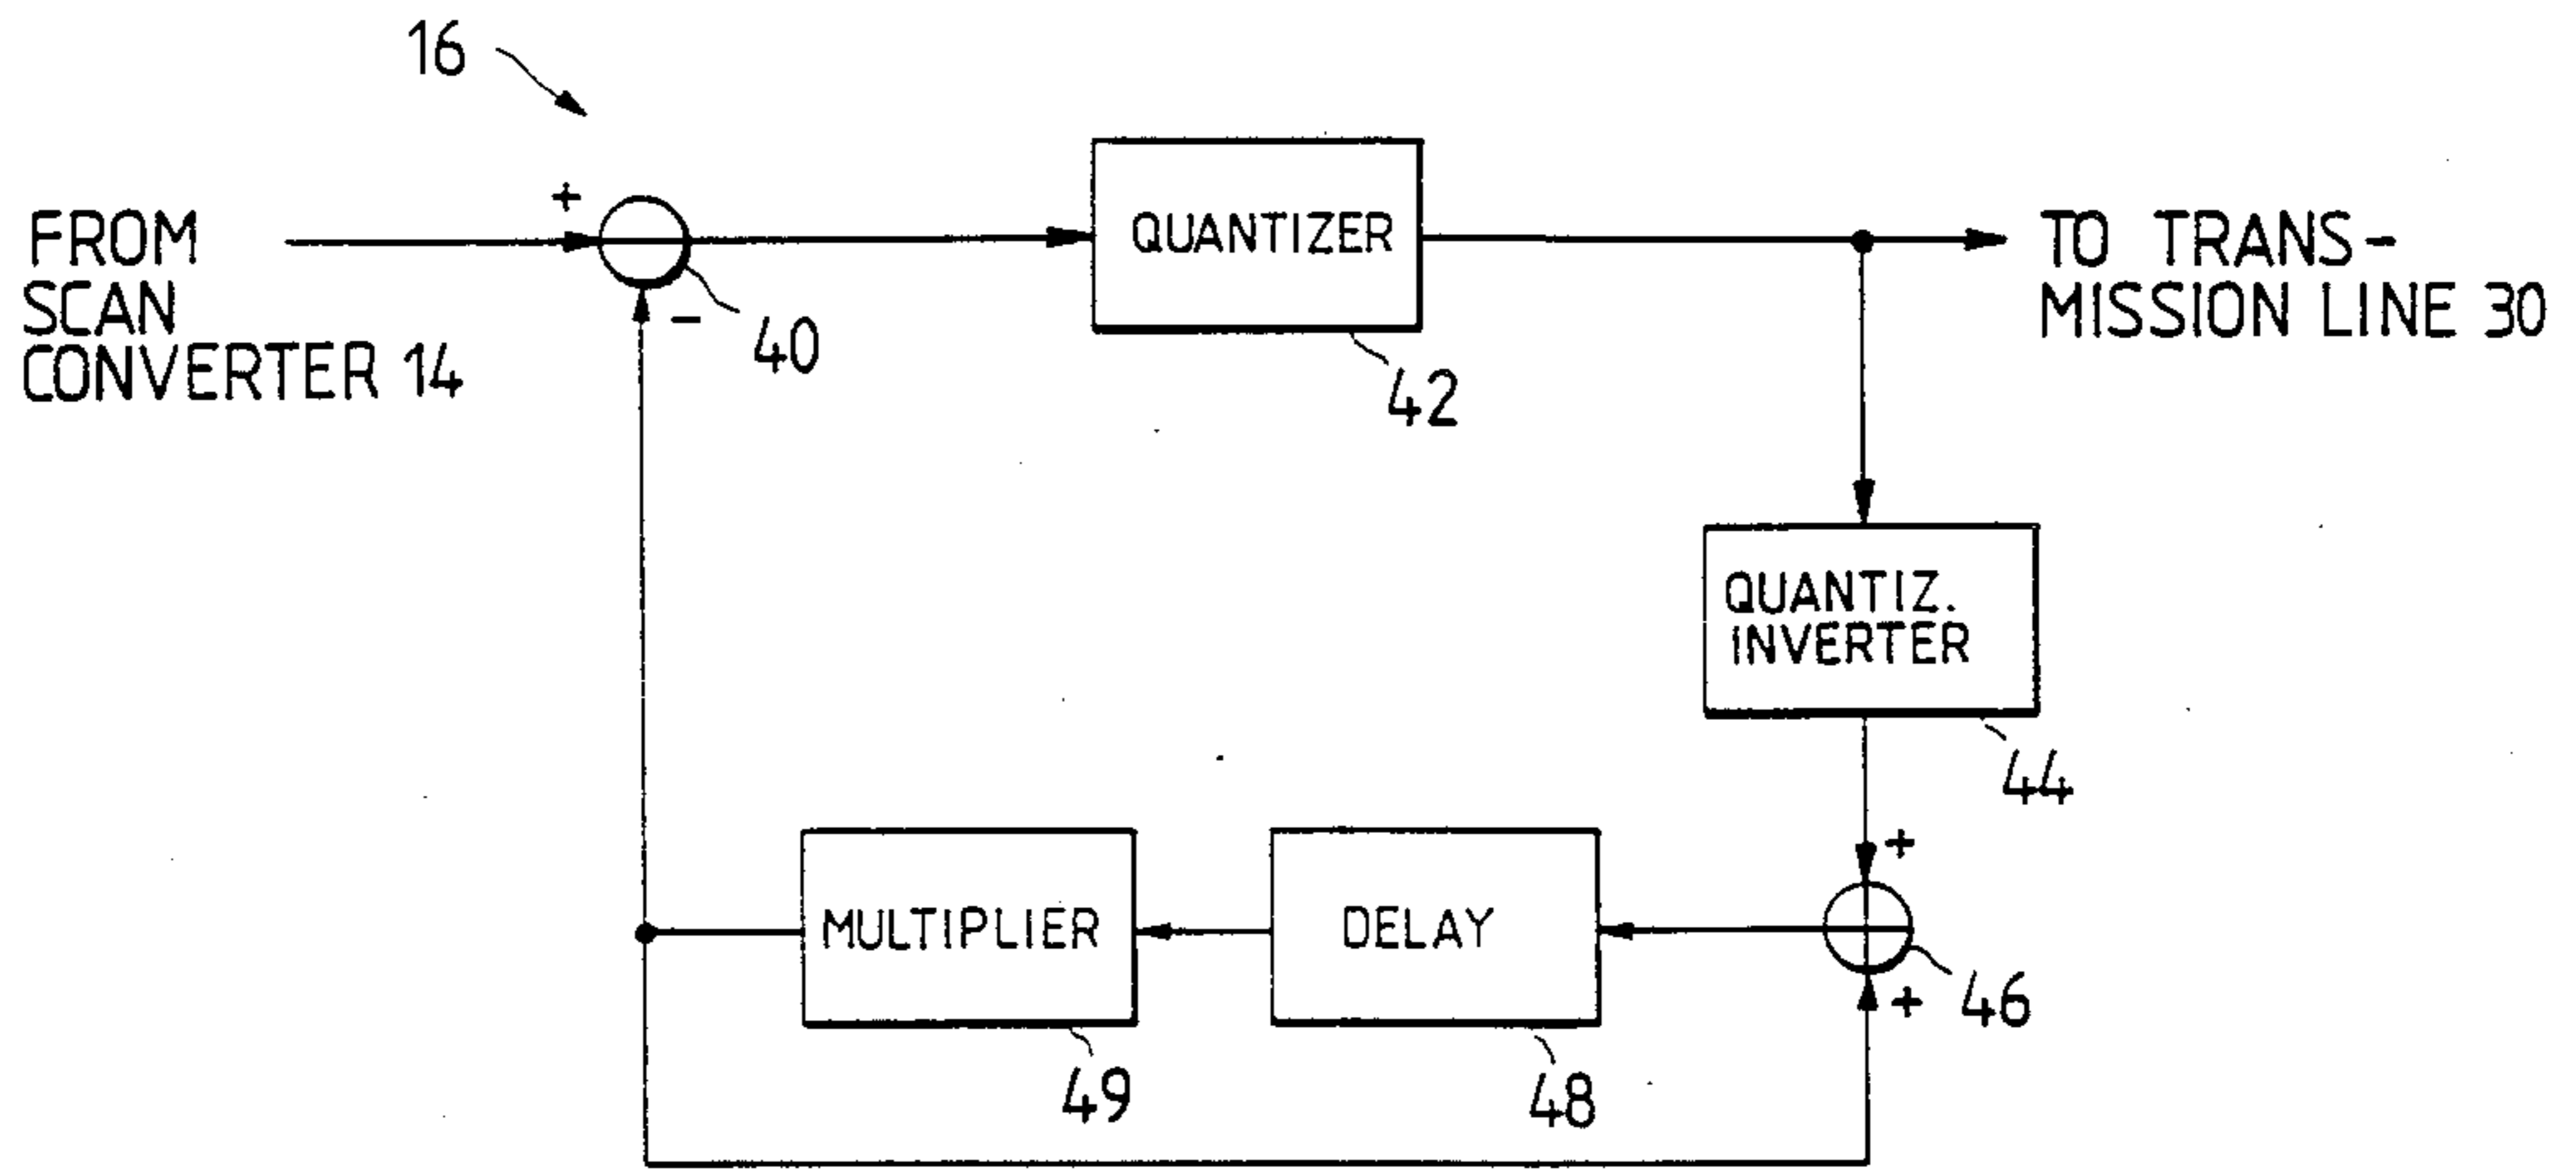 16
+
FROM
SCAN
CONVERTER 14
-
40
QUANTIZER
42
TO TRANS-
MISSION LINE 30
QUANTIZ.
INVERTER
44
+
MULTIPLIER
DELAY
46
+
49
48